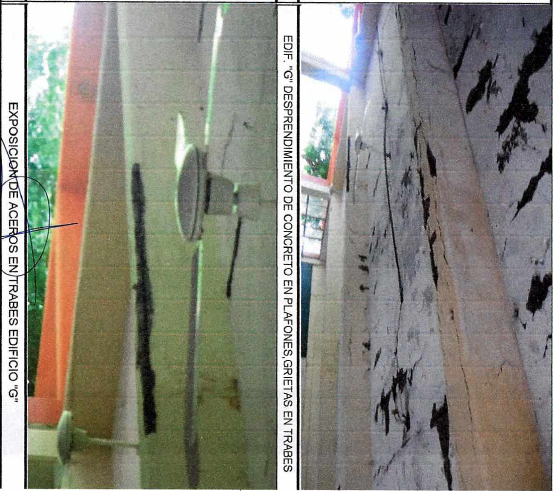 EDIF. "G" DESPRENDIMIENTO DE CONCRETO EN PLAFONES,GRIETAS EN TRABES
EXPOSICION DE ACEROS EN TRABES EDIFICIO "G"